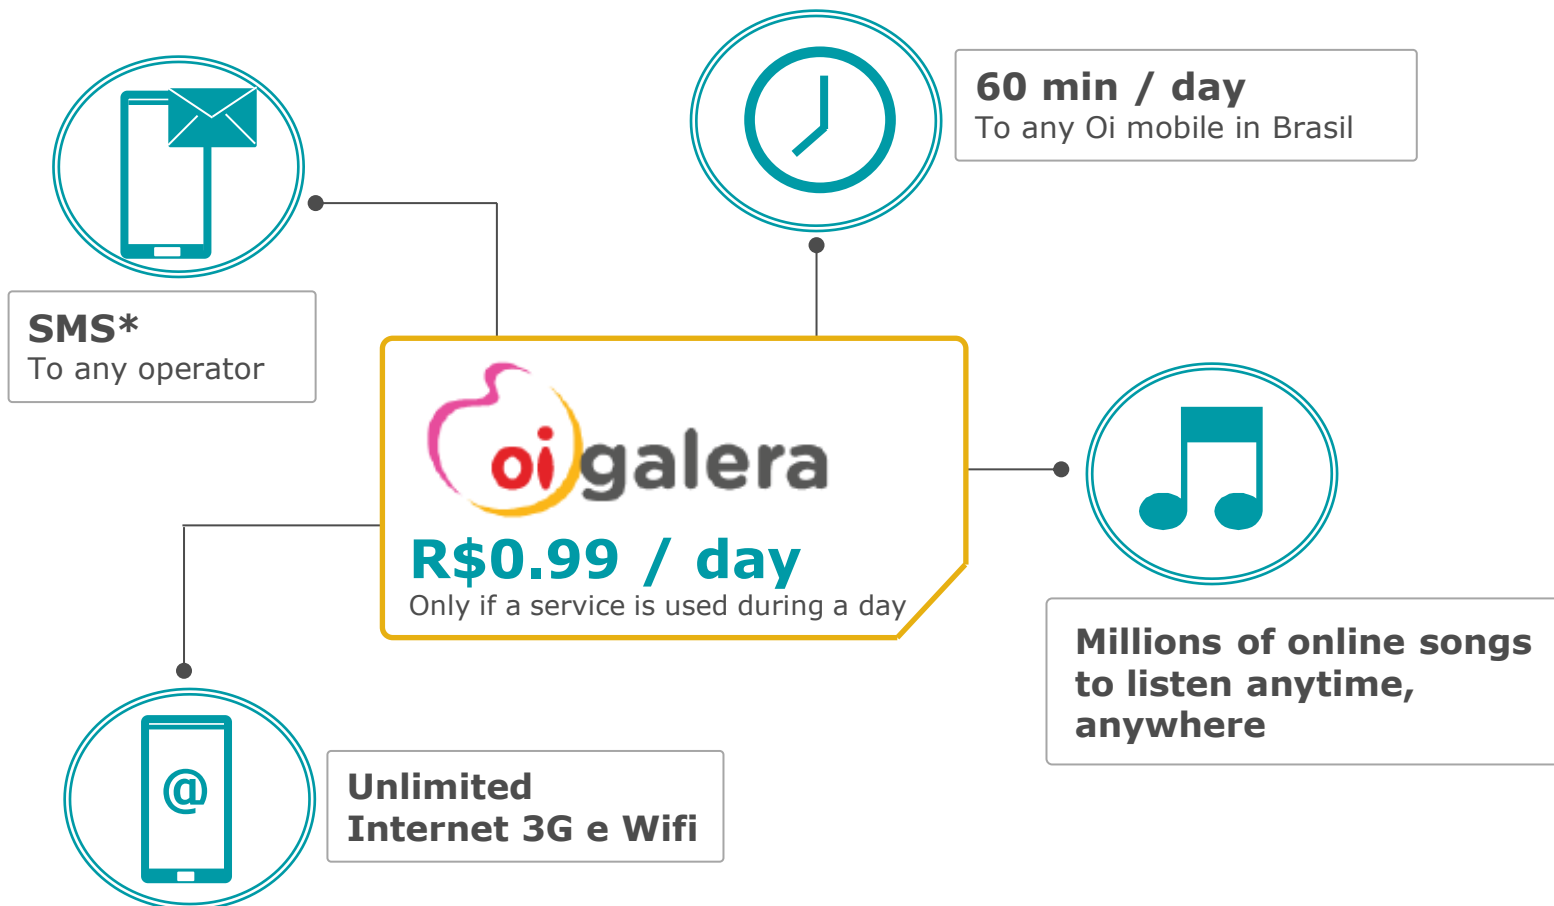 60 min / day
To any Oi mobile in Brasil
SMS*
To any operator
oi galera
R$0.99 / day
Only if a service is used during a day
Millions of online songs
to listen anytime,
anywhere
@
Unlimited
Internet 3G e Wifi